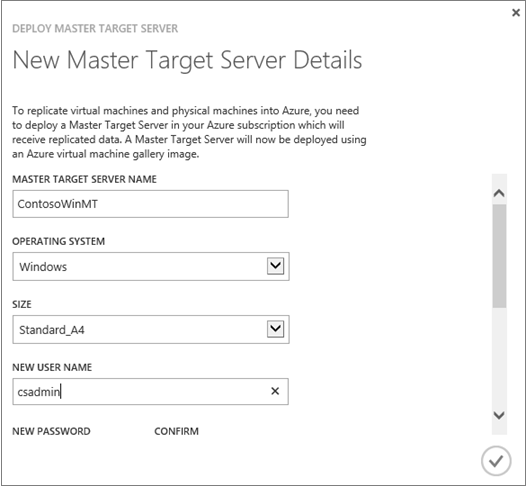 DEPLOY MASTER TARGET SERVER
New Master Target Server Details
To replicate virtual machines and physical machines into Azure, you need
to deploy a Master Target Server in your Azure subscription which will
receive replicated data. A Master Target Server will now be deployed using
an Azure virtual machine gallery image.
MASTER TARGET SERVER NAME
ContosoWinMT
OPERATING SYSTEM
Windows
SIZE
Standard_A4
NEW USER NAME
csadmin
NEW PASSWORD CONFIRM